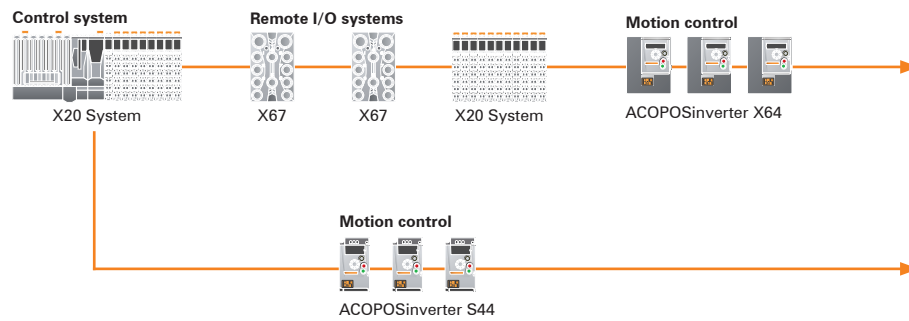 Control system
Remote I/O systems
Motion control
X20 System
X67
X67
X20 System
ACOPOSinverter X64
Motion control
ACOPOSinverter S44